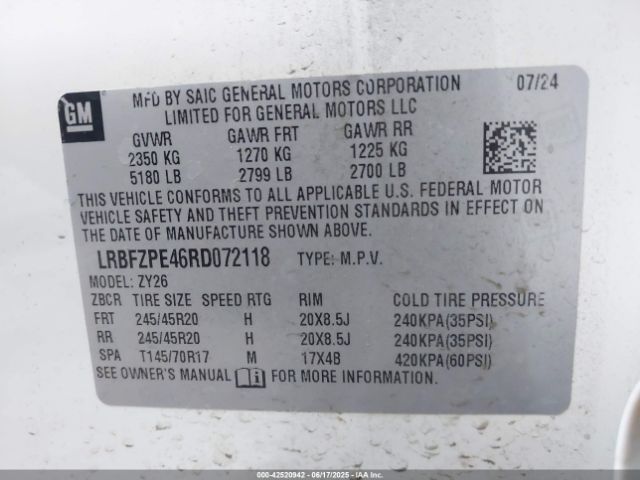 GM
MFD BY SAIC GENERAL MOTORS CORPORATION 07/24
LIMITED FOR GENERAL MOTORS LLC
GVWR GAWR FRT GAWR RR
2350 KG 1270 KG 1225 KG
5180 LB 2799 LB 2700 LB
THIS VEHICLE CONFORMS TO ALL APPLICABLE U.S. FEDERAL MOTOR
VEHICLE SAFETY AND THEFT PREVENTION STANDARDS IN EFFECT ON
THE DATE OF MANUFACTURE SHOWN ABOVE.
LRBFZPE46RD072118 TYPE: M.P.V.
MODEL: ZY26
ZBCR TIRE SIZE SPEED RTG RIM COLD TIRE PRESSURE
FRT 245/45R20 H 20X8.5J 240KPA(35PSI)
RR 245/45R20 H 20X8.5J 240KPA(35PSI)
SPA T145/70R17 M 17X4B 420KPA(60PSI)
SEE OWNER'S MANUAL FOR MORE INFORMATION.
000-42520942 - 06/17/2025 - IAAI.COM